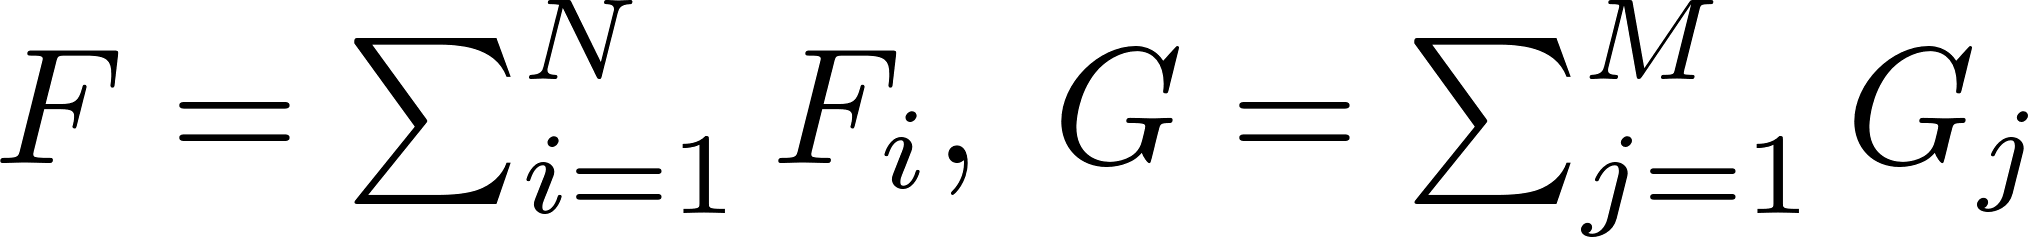 F = \sum_{i=1}^{N} F_i, G = \sum_{j=1}^{M} G_j